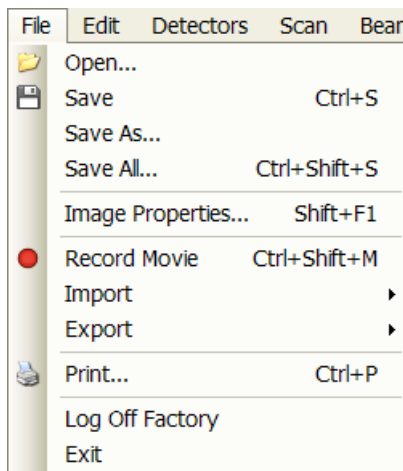 File Edit Detectors Scan Bear
Open...
Save Ctrl+S
Save As...
Save All... Ctrl+Shift+S
Image Properties... Shift+F1
Record Movie Ctrl+Shift+M
Import
Export
Print... Ctrl+P
Log Off Factory
Exit